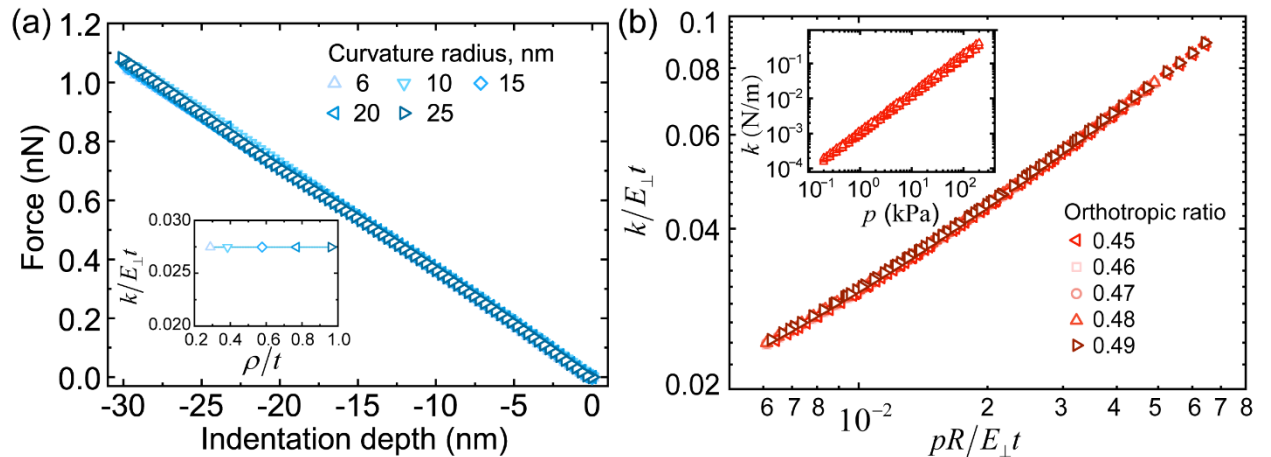 (a)
Force (nN)
1.0
0.8
0.6
0.4
0.2
0.0
-30 -25 -20 -15 -10 -5 0
Indentation depth (nm)
Curvature radius, nm
6 10 15
20 25
k/E⊥t
0.030
0.025
0.020
0.2 0.4 0.6 0.8 1.0
ρ/t
(b)
k/E⊥t
0.1
0.08
0.06
0.04
0.02
6 7 8 10⁻² 2 3 4 5 6 7 8
pR/E⊥t
k (N/m)
10⁻¹
10⁻²
10⁻³
10⁻⁴
10⁻¹ 10⁰ 10¹ 10²
p (kPa)
Orthotropic ratio
0.45
0.46
0.47
0.48
0.49